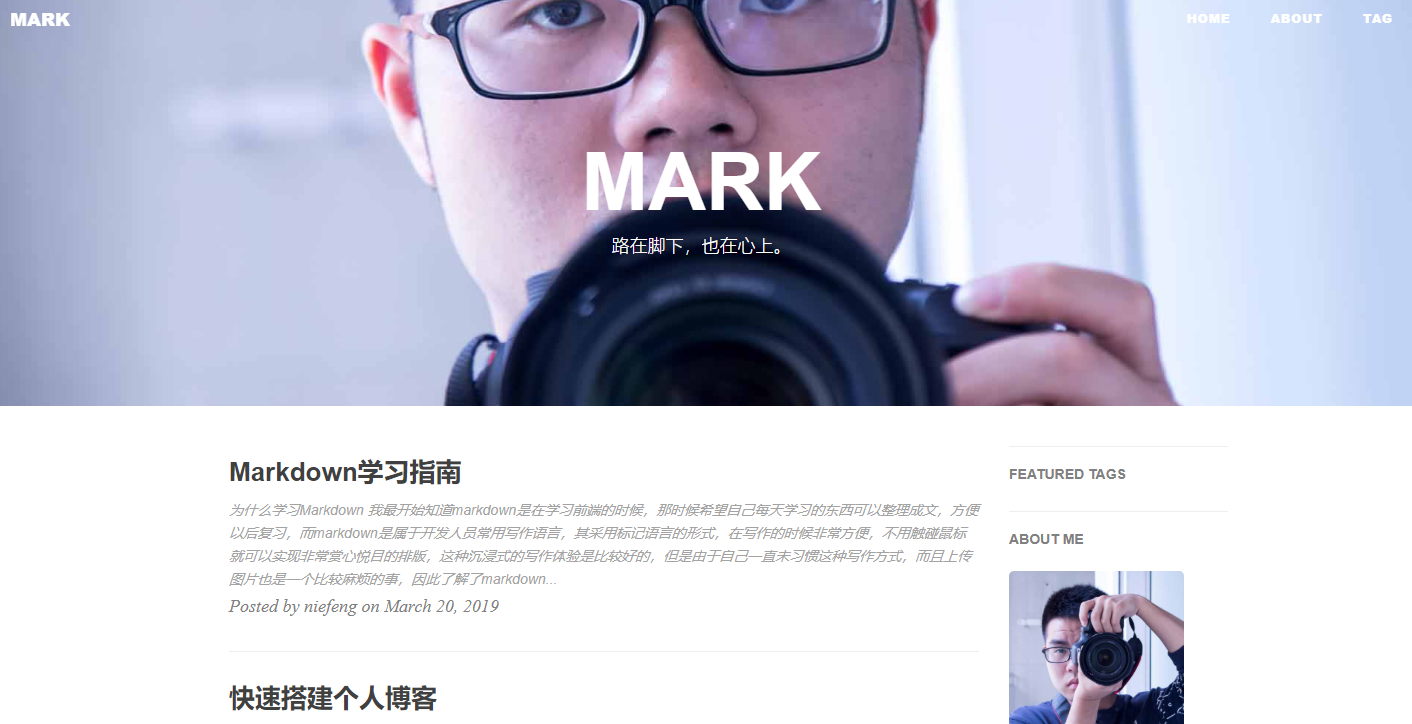 MARK
HOME ABOUT TAG
MARK
路在脚下，也在心上。
Markdown学习指南
为什么学习Markdown 我最开始知道markdown是在学习前端的时候，那时候希望自己每天学习的东西可以整理成文，方便
以后复习，而markdown是属于开发人员常用写作语言，其采用标记语言的形式，在写作的时候非常方便，不用触碰鼠标
就可以实现非常赏心悦目的排版，这种沉浸式的写作体验是比较好的，但是由于自己一直未习惯这种写作方式，而且上传
图片也是一个比较麻烦的事，因此了解了markdown...
Posted by niefeng on March 20, 2019
快速搭建个人博客
FEATURED TAGS
ABOUT ME